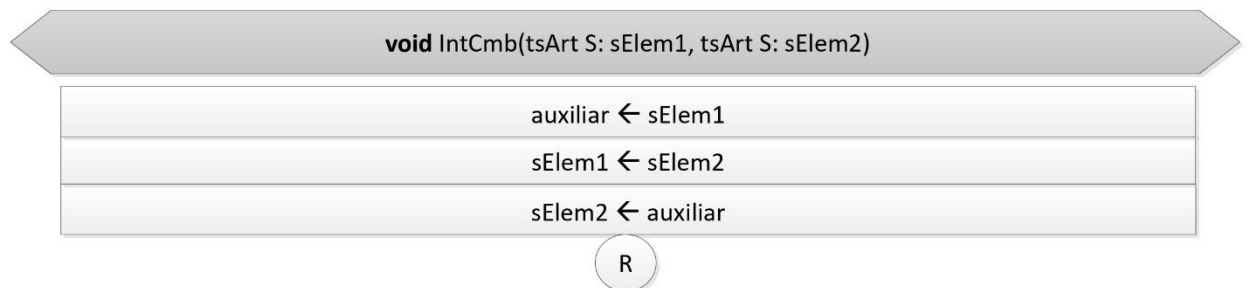 void IntCmb(tsArt S: sElem1, tsArt S: sElem2)
auxiliar ← sElem1
sElem1 ← sElem2
sElem2 ← auxiliar
R